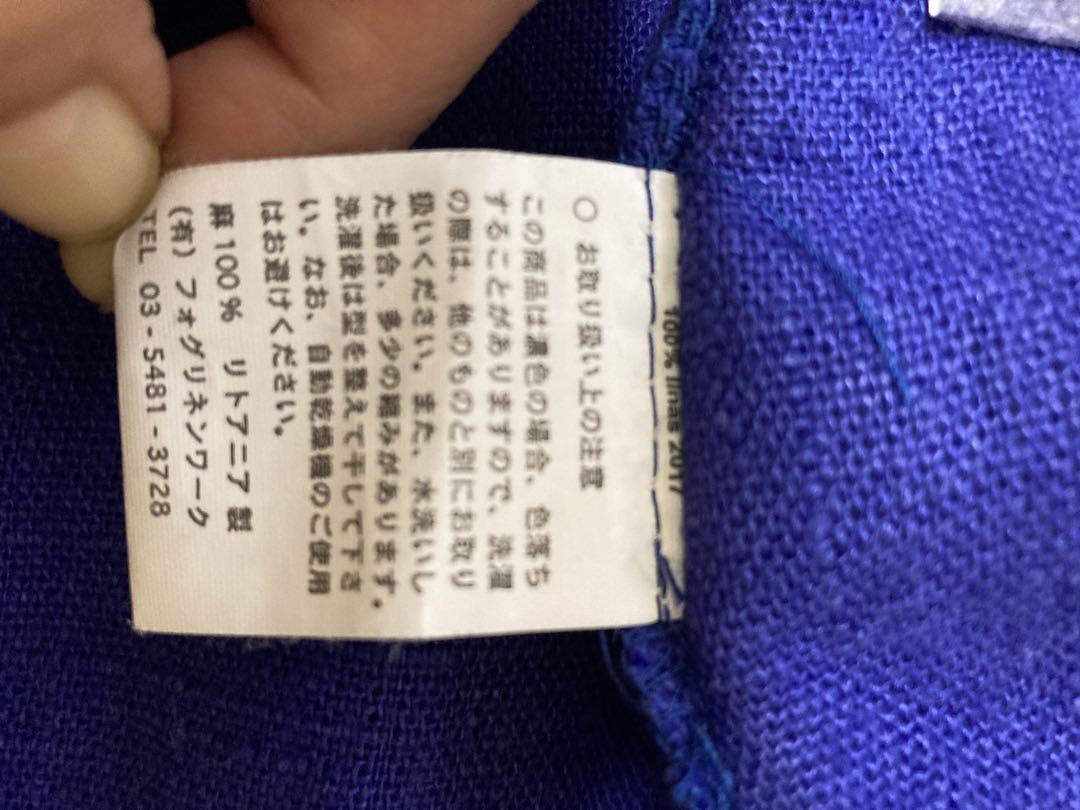 ○ お取り扱い上の注意
この商品は濃色の場合、色落ち
することがありますので、洗濯
の際は、他のものと別にお取り
扱いください。また、水洗いし
た場合、多少の縮みがあります。
洗濯後は型を整えて干して下さ
い。なお、自動乾燥機のご使用
はお避けください。
麻100% リトアニア製
(有)フォグリネンワーク
TEL 03-5481-3728
100% linas 2017